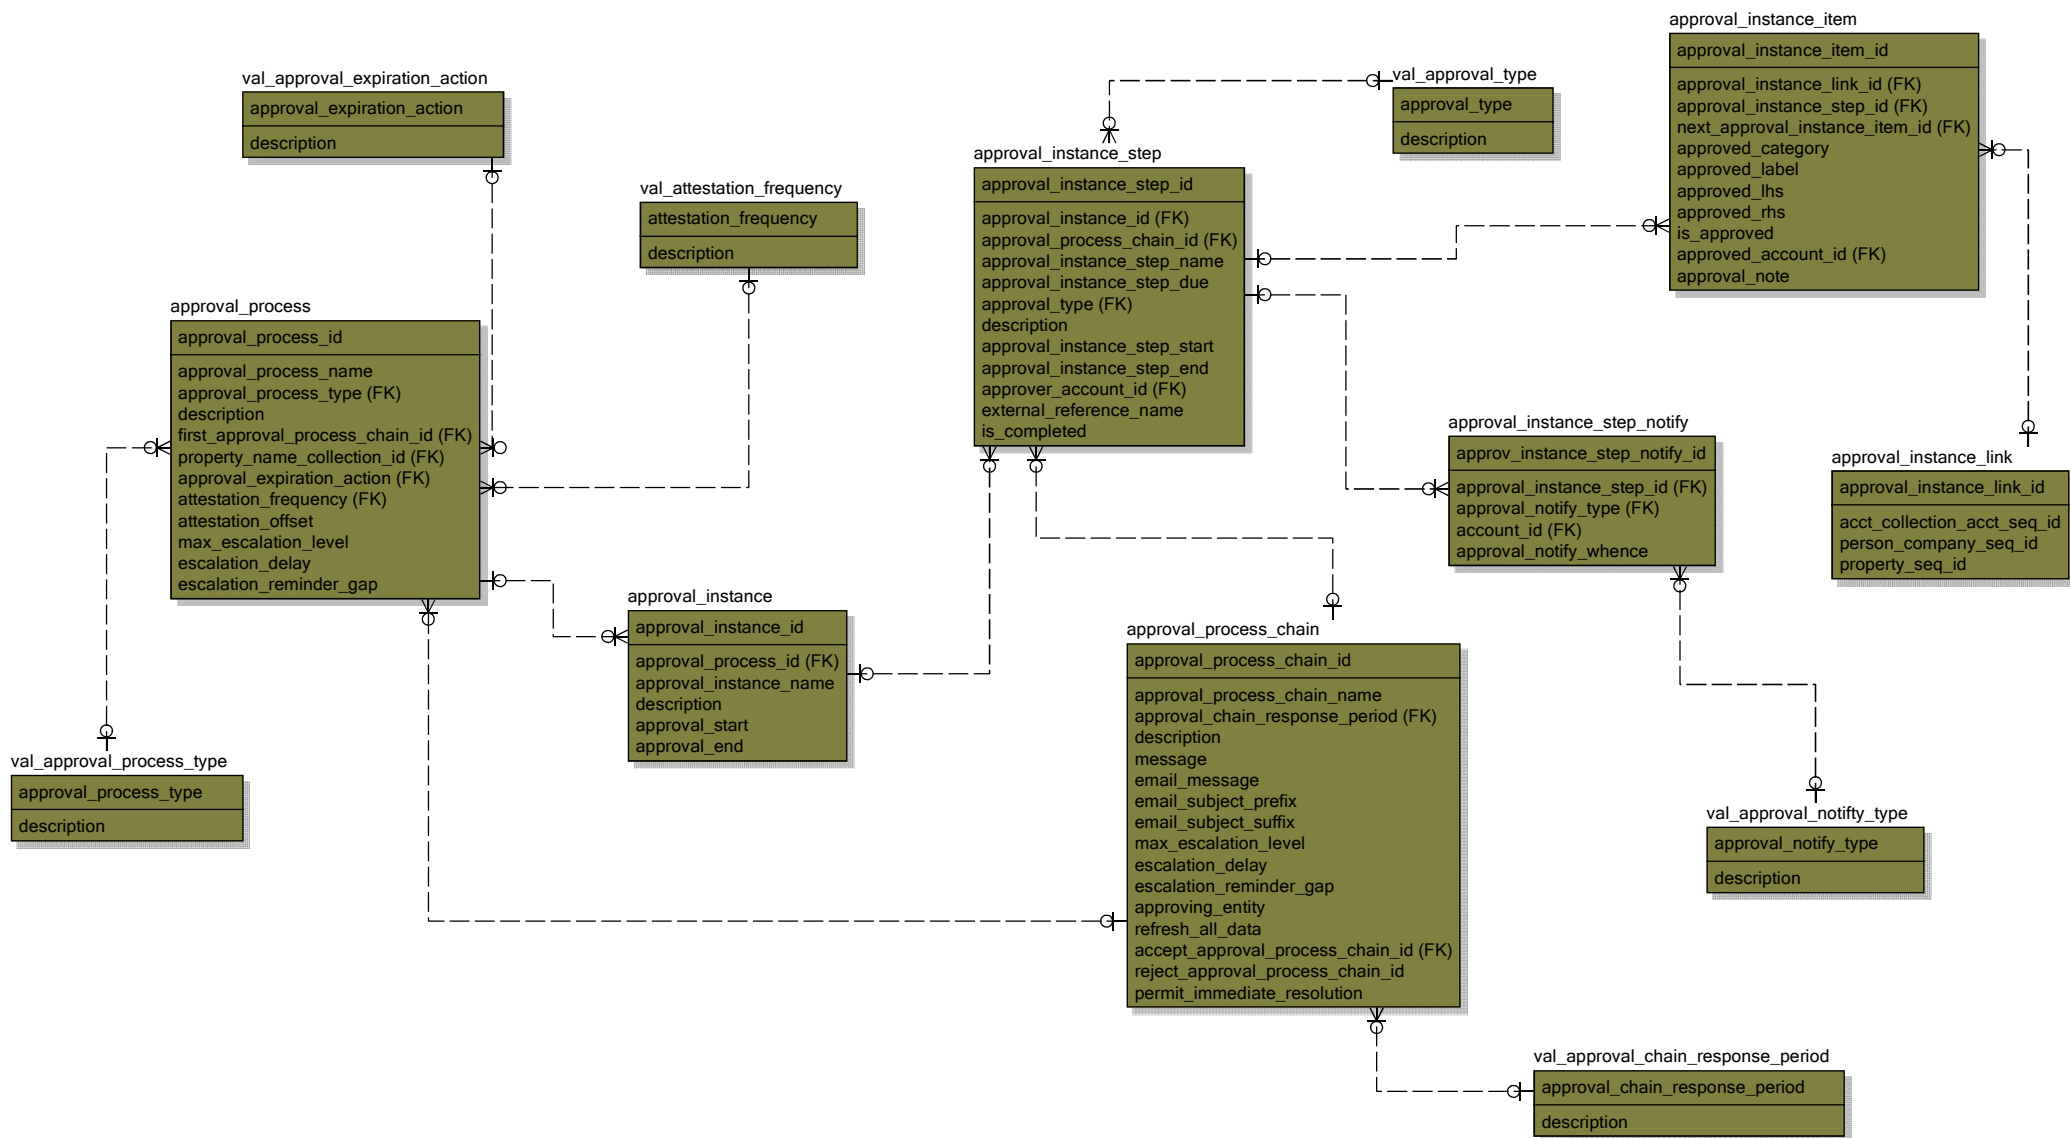 approval_instance_item
approval_instance_item_id
approval_instance_link_id (FK)
approval_instance_step_id (FK)
next_approval_instance_item_id (FK)
approved_category
approved_label
approved_lhs
approved_rhs
is_approved
approved_account_id (FK)
approval_note
val_approval_expiration_action
approval_expiration_action
description
val_approval_type
approval_type
description
approval_instance_step
approval_instance_step_id
approval_instance_id (FK)
approval_process_chain_id (FK)
approval_instance_step_name
approval_instance_step_due
approval_type (FK)
description
approval_instance_step_start
approval_instance_step_end
approver_account_id (FK)
external_reference_name
is_completed
val_attestation_frequency
attestation_frequency
description
approval_process
approval_process_id
approval_process_name
approval_process_type (FK)
description
first_approval_process_chain_id (FK)
property_name_collection_id (FK)
approval_expiration_action (FK)
attestation_frequency (FK)
attestation_offset
max_escalation_level
escalation_delay
escalation_reminder_gap
approval_instance_step_notify
approv_instance_step_notify_id
approval_instance_step_id (FK)
approval_notify_type (FK)
account_id (FK)
approval_notify_whence
approval_instance_link
approval_instance_link_id
acct_collection_acct_seq_id
person_company_seq_id
property_seq_id
approval_instance
approval_instance_id
approval_process_id (FK)
approval_instance_name
description
approval_start
approval_end
approval_process_chain
approval_process_chain_id
approval_process_chain_name
approval_chain_response_period (FK)
description
message
email_message
email_subject_prefix
email_subject_suffix
max_escalation_level
escalation_delay
escalation_reminder_gap
approving_entity
refresh_all_data
accept_approval_process_chain_id (FK)
reject_approval_process_chain_id
permit_immediate_resolution
val_approval_process_type
approval_process_type
description
val_approval_notifty_type
approval_notify_type
description
val_approval_chain_response_period
approval_chain_response_period
description